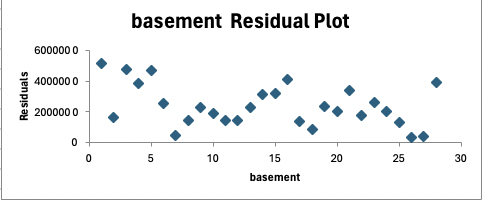 basement Residual Plot
Residuals
6000000
4000000
2000000
0
0 5 10 15 20 25 30
basement